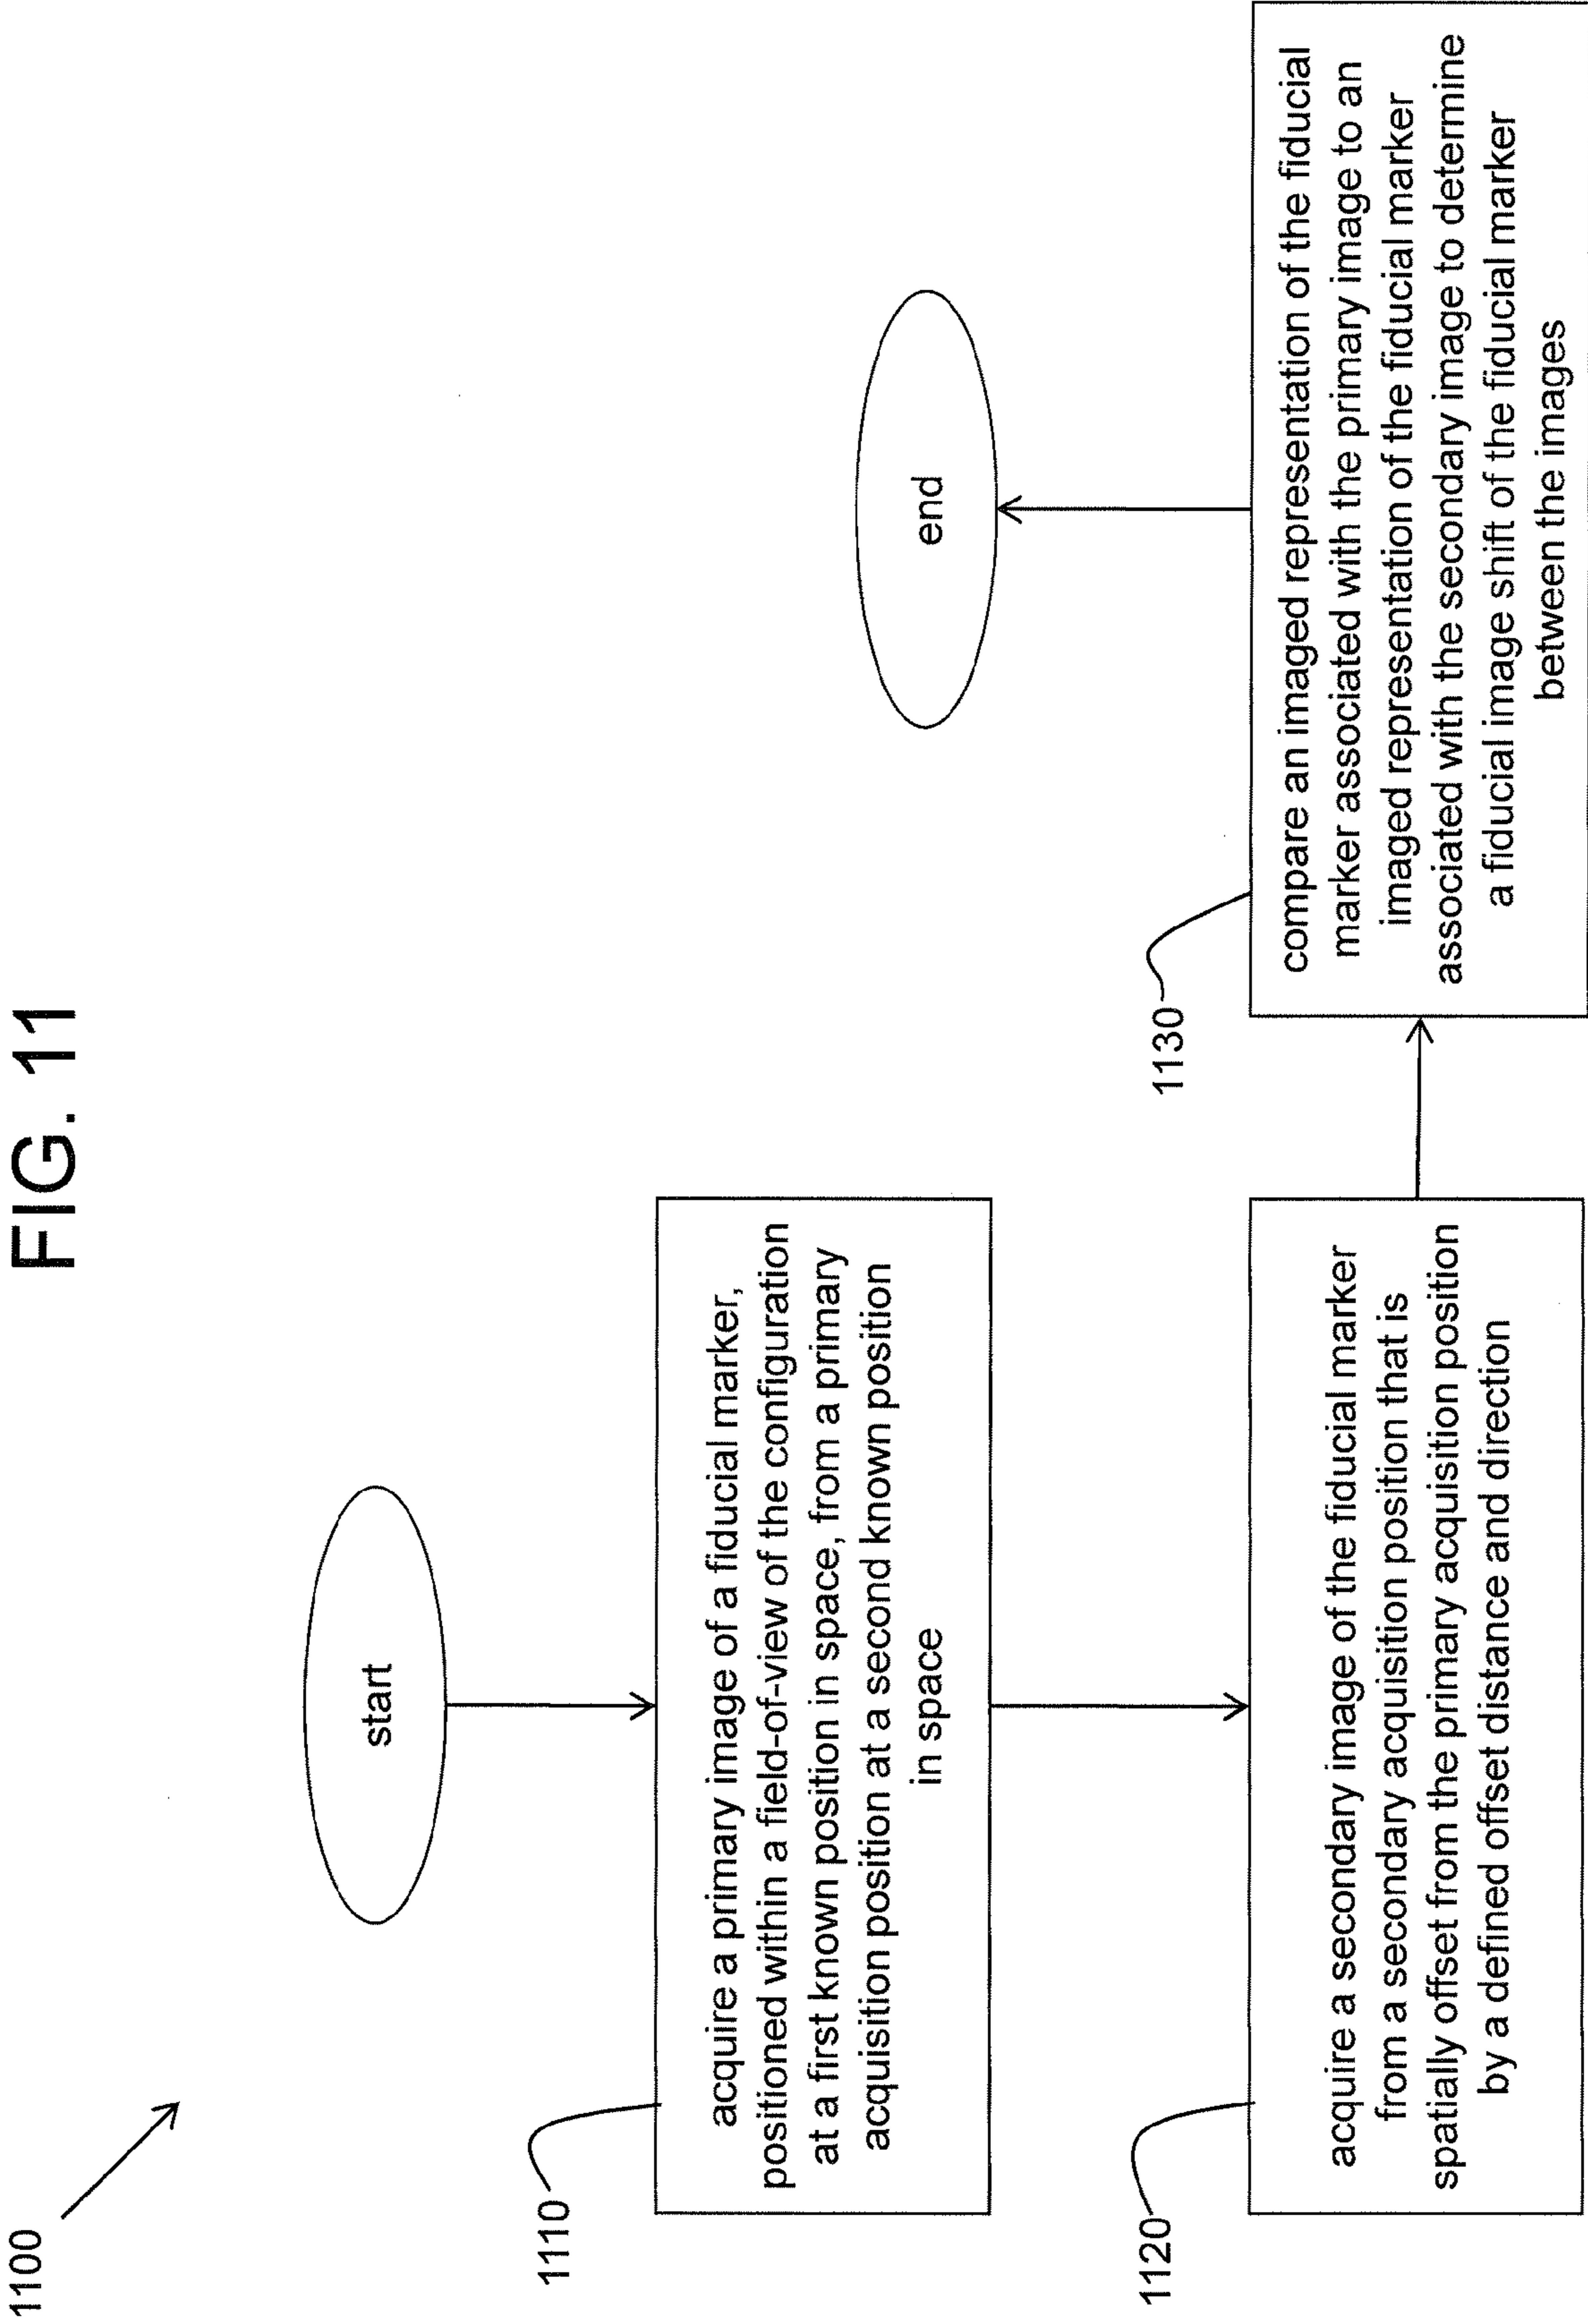 FIG. 11
1100
start
1110
acquire a primary image of a fiducial marker,
positioned within a field-of-view of the configuration
at a first known position in space, from a primary
acquisition position at a second known position
in space
1120
acquire a secondary image of the fiducial marker
from a secondary acquisition position that is
spatially offset from the primary acquisition position
by a defined offset distance and direction
1130
compare an imaged representation of the fiducial
marker associated with the primary image to an
imaged representation of the fiducial marker
associated with the secondary image to determine
a fiducial image shift of the fiducial marker
between the images
end